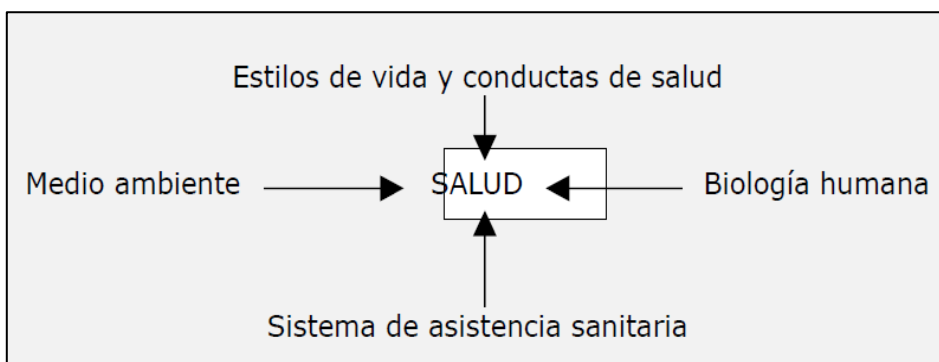 Estilos de vida y conductas de salud
Medio ambiente
SALUD
Biología humana
Sistema de asistencia sanitaria